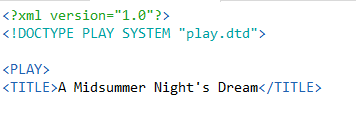 <?xml version="1.0"?>
<!DOCTYPE PLAY SYSTEM "play.dtd">
<PLAY>
<TITLE>A Midsummer Night's Dream</TITLE>